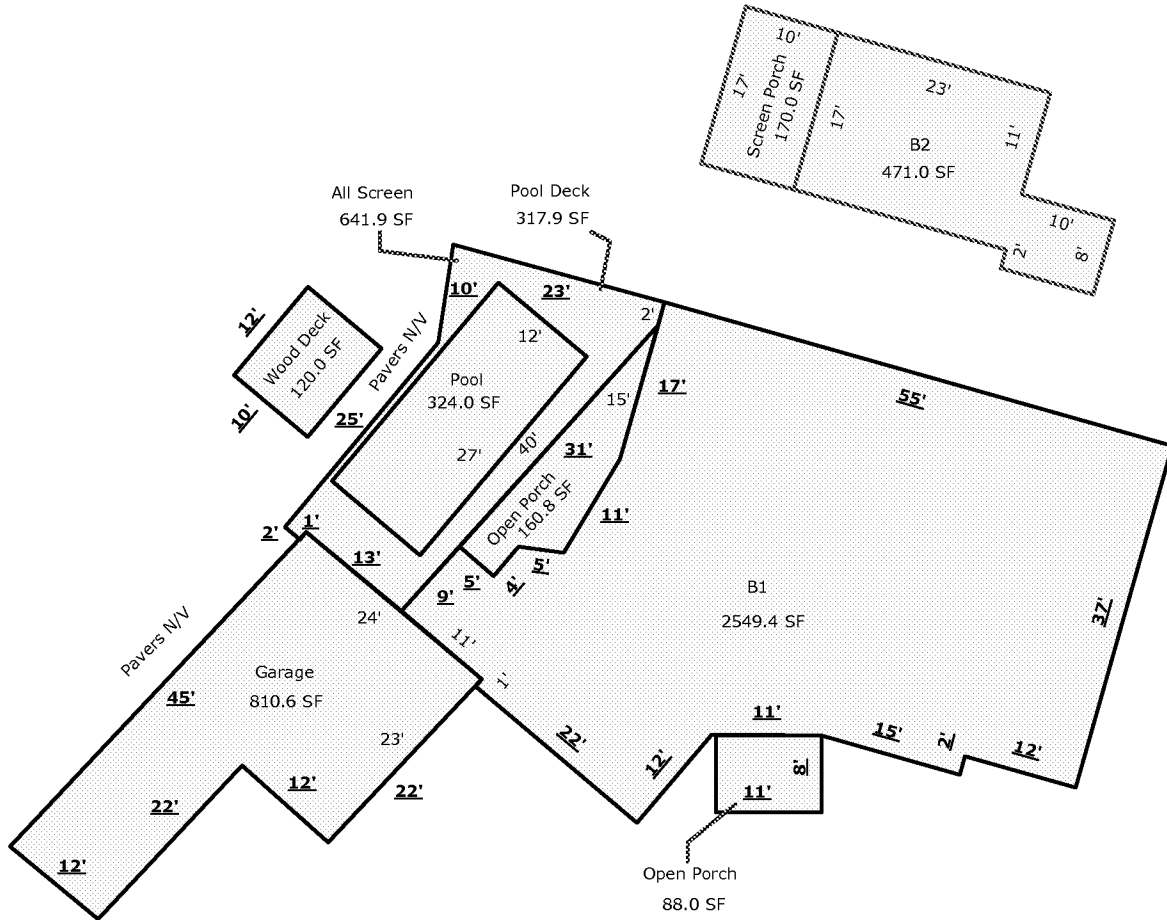 10'
17'
Screen Porch
170.0 SF
17'
23'
B2
471.0 SF
11'
10'
2'
8'
All Screen
641.9 SF
Pool Deck
317.9 SF
10'
23'
2'
12'
Wood Deck
120.0 SF
10'
Pavers N/V
25'
12'
Pool
324.0 SF
27'
40'
15'
17'
31'
Open Porch
160.8 SF
11'
5'
4'
5'
9'
2'
1'
13'
55'
B1
2549.4 SF
37'
Pavers N/V
24'
11'
1'
Garage
810.6 SF
45'
23'
22'
12'
22'
12'
22'
12'
11'
8'
11'
15'
2'
12'
Open Porch
88.0 SF